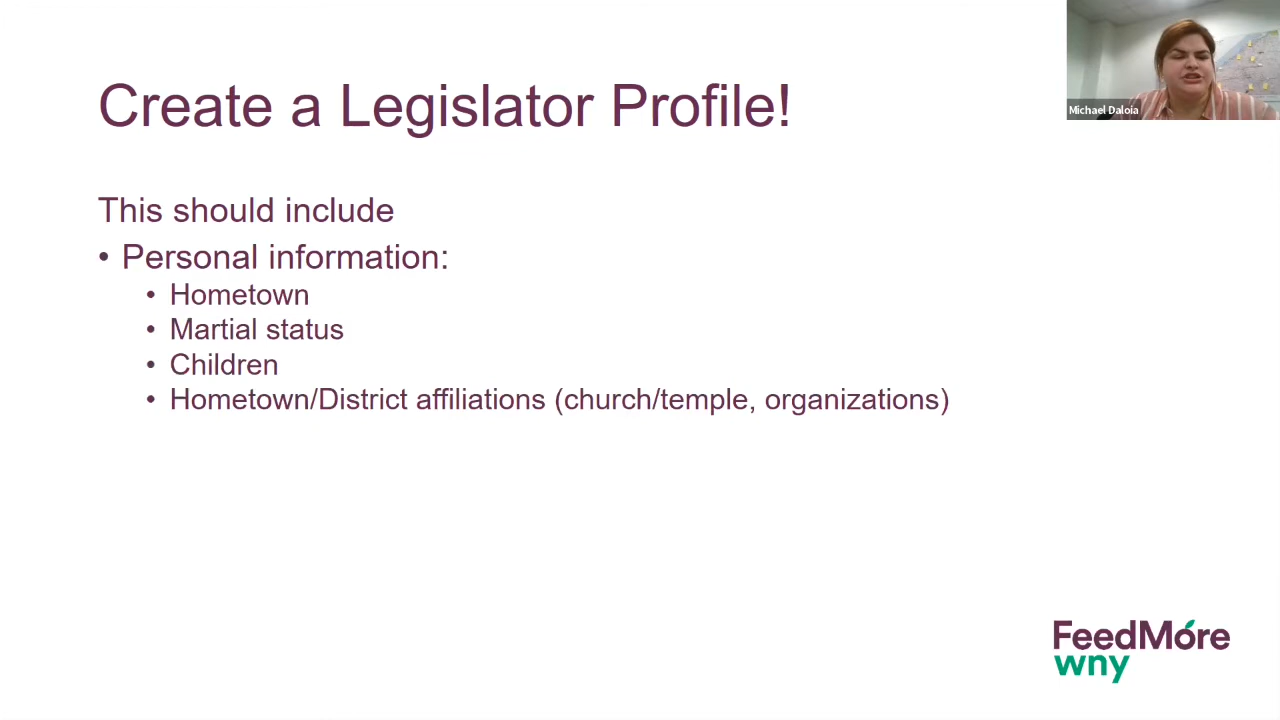 Create a Legislator Profile!
Michael Daloia
This should include
• Personal information:
• Hometown
• Martial status
• Children
• Hometown/District affiliations (church/temple, organizations)
FeedMore
wny